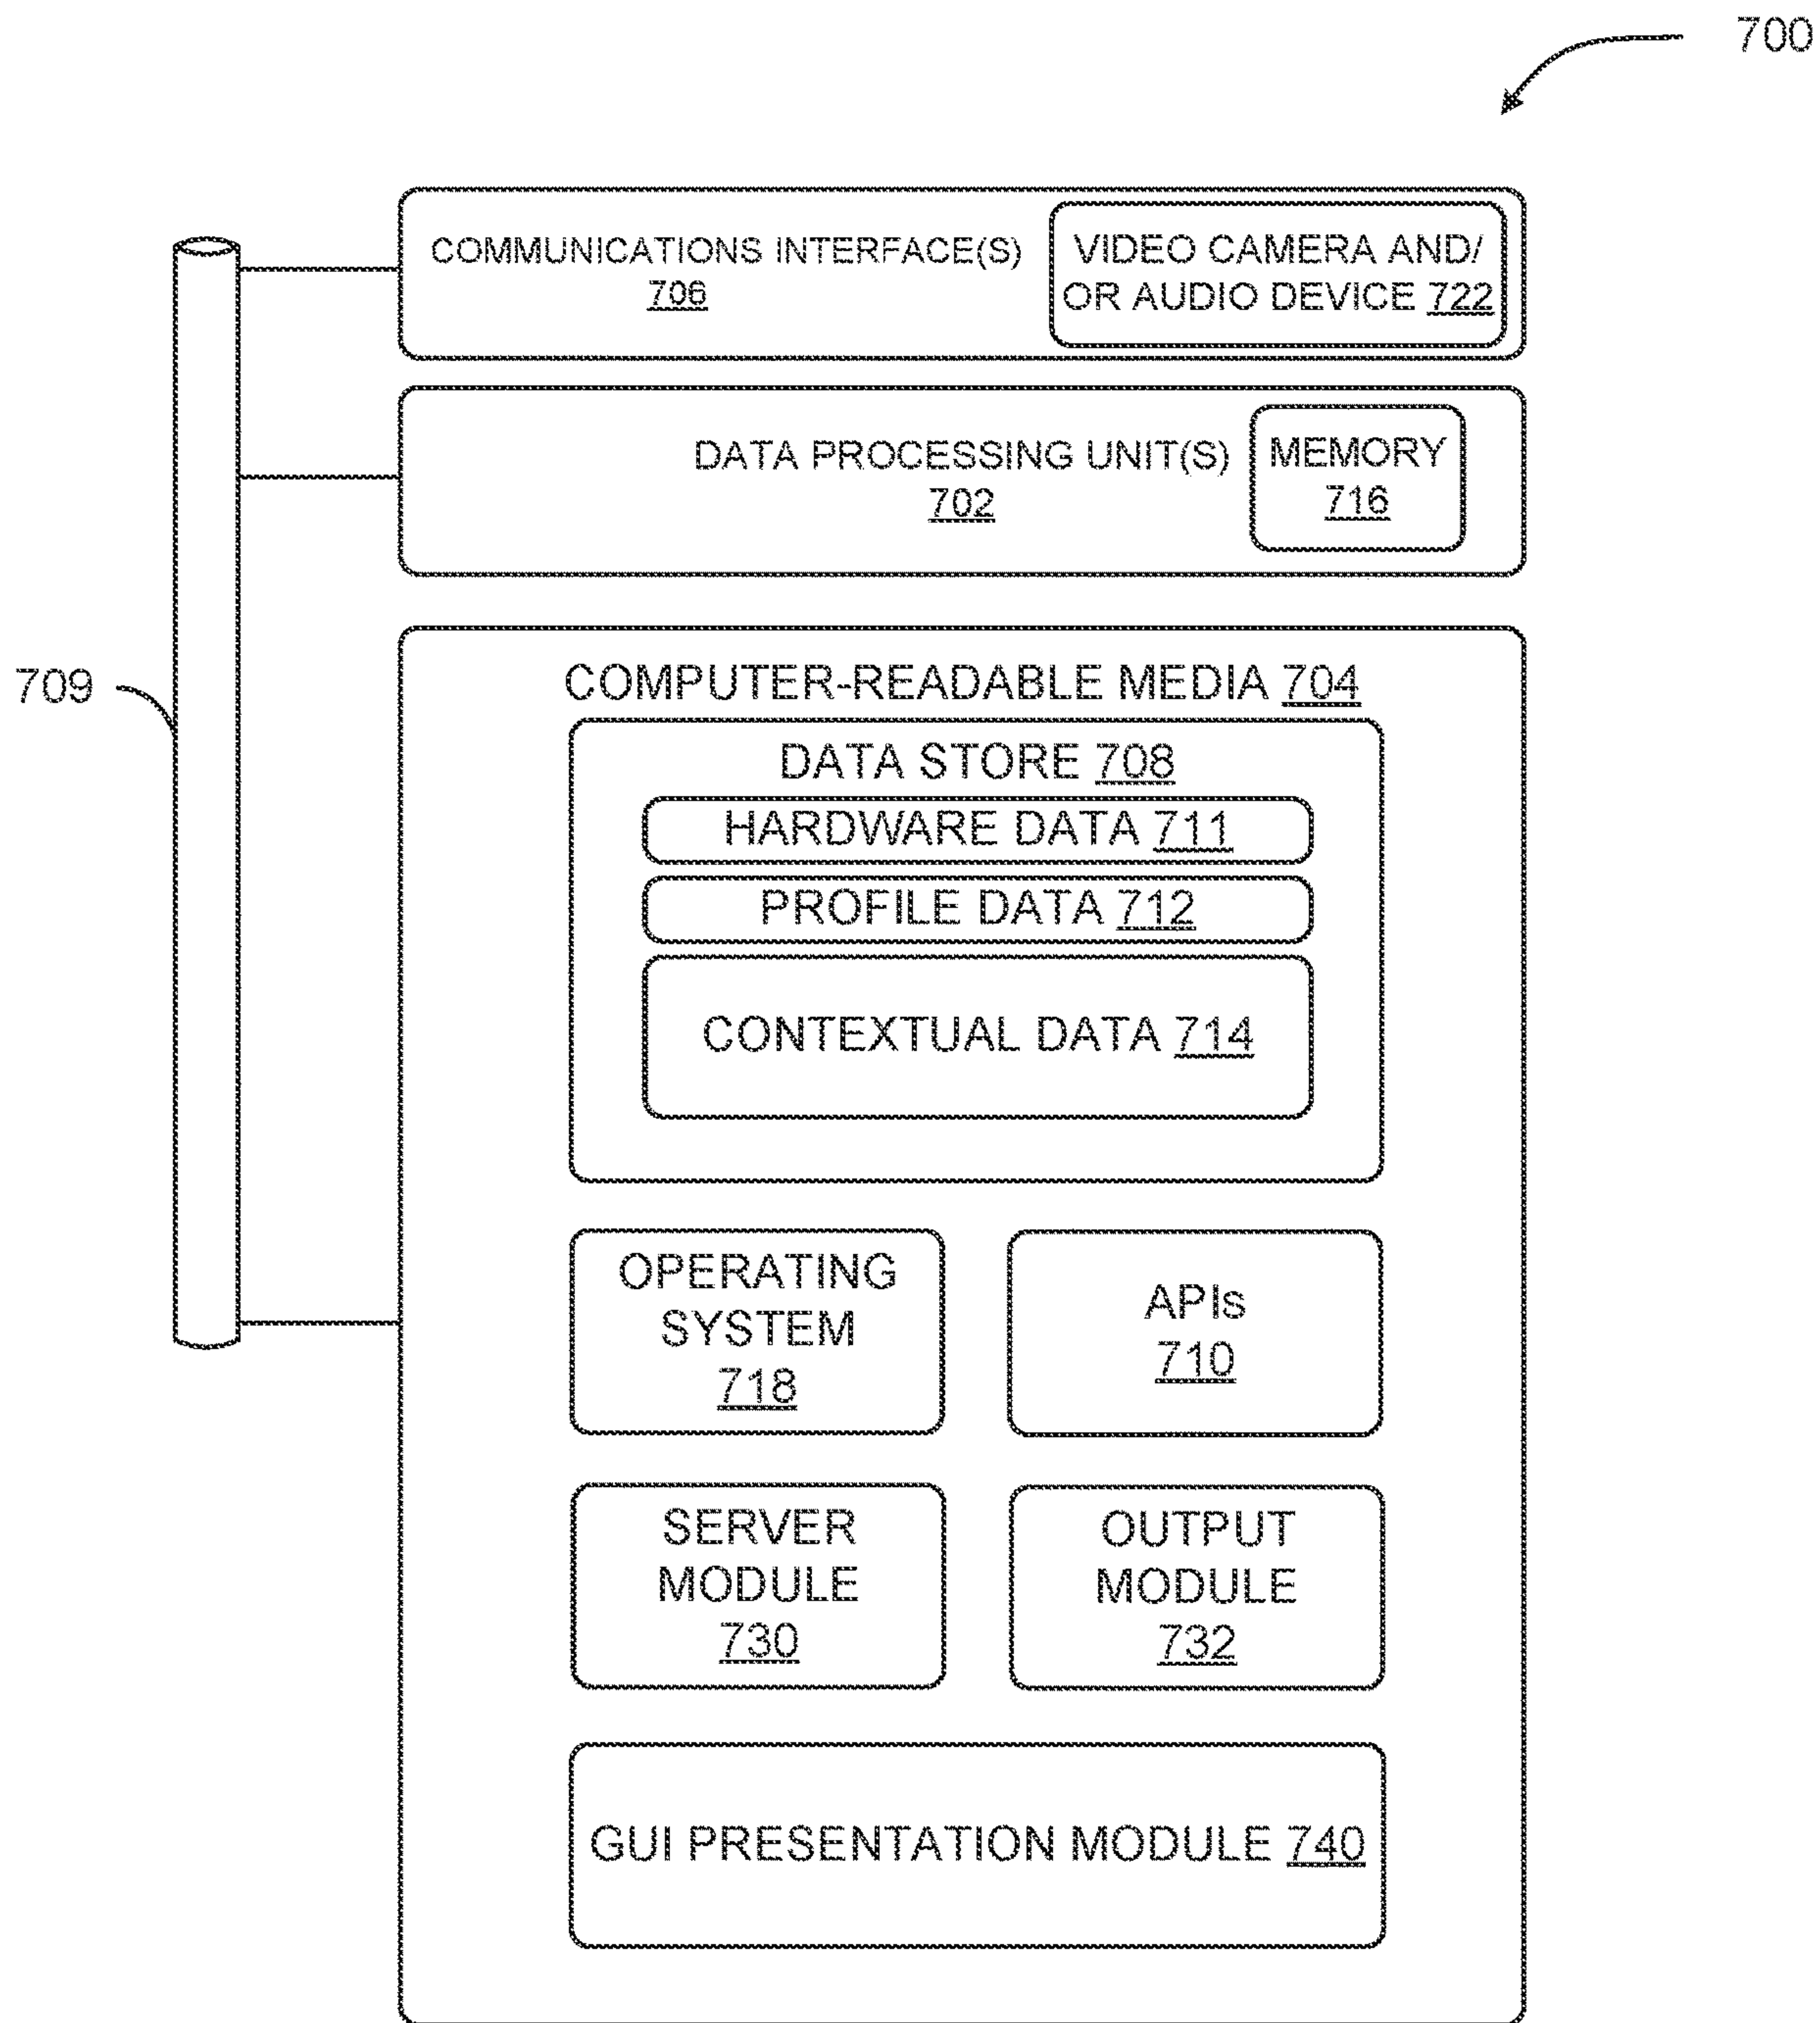 700
COMMUNICATIONS INTERFACE(S)
706
VIDEO CAMERA AND/
OR AUDIO DEVICE 722
DATA PROCESSING UNIT(S)
702
MEMORY
716
709
COMPUTER-READABLE MEDIA 704
DATA STORE 708
HARDWARE DATA 711
PROFILE DATA 712
CONTEXTUAL DATA 714
OPERATING
SYSTEM
718
APIs
710
SERVER
MODULE
730
OUTPUT
MODULE
732
GUI PRESENTATION MODULE 740